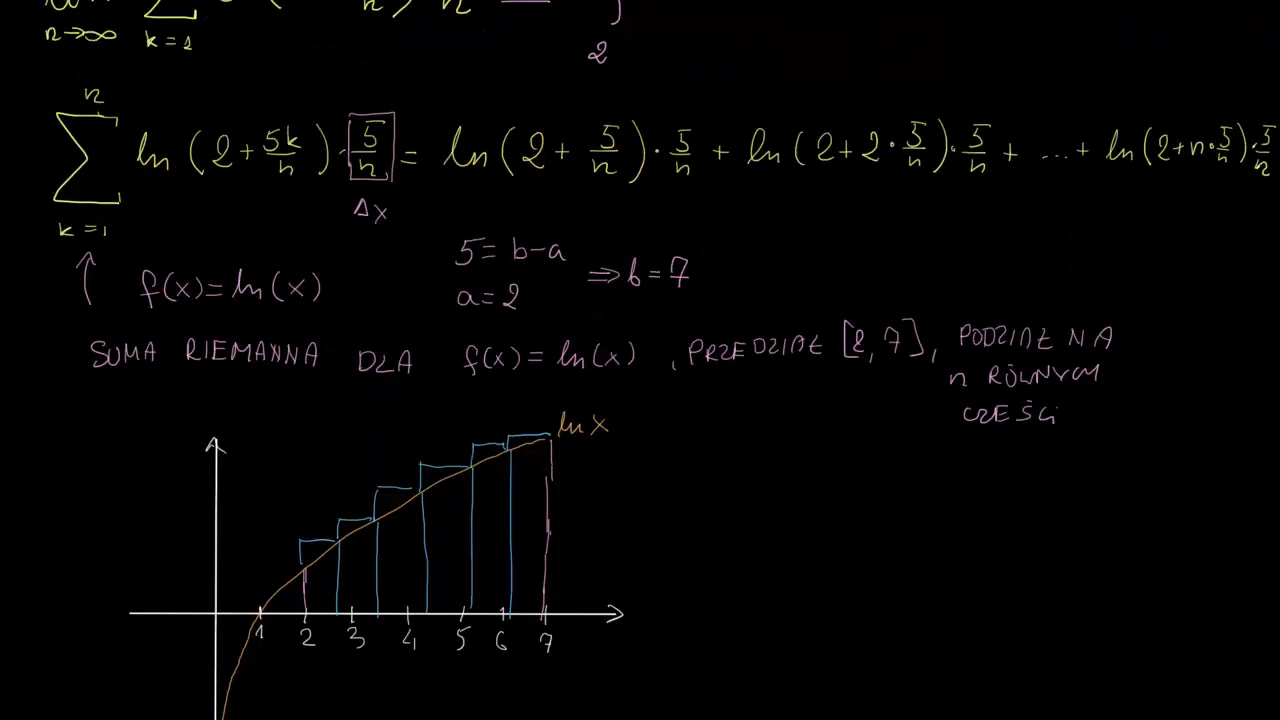 n→∞ k=1 n 2
n
∑ ln(2+5k/n)·5/n = ln(2+5/n)·5/n + ln(2+2·5/n)·5/n + ... + ln(2+n·5/n)·5/n
k=1 Δx
5=b-a
↑ f(x)=ln(x) ⇒b=7
a=2
SUMA RIEMANNA DLA f(x)=ln(x), PRZEDZIAŁ [2,7], PODZIAŁ NA
n RÓWNYCH
CZEŚCi
ln x
1 2 3 4 5 6 7